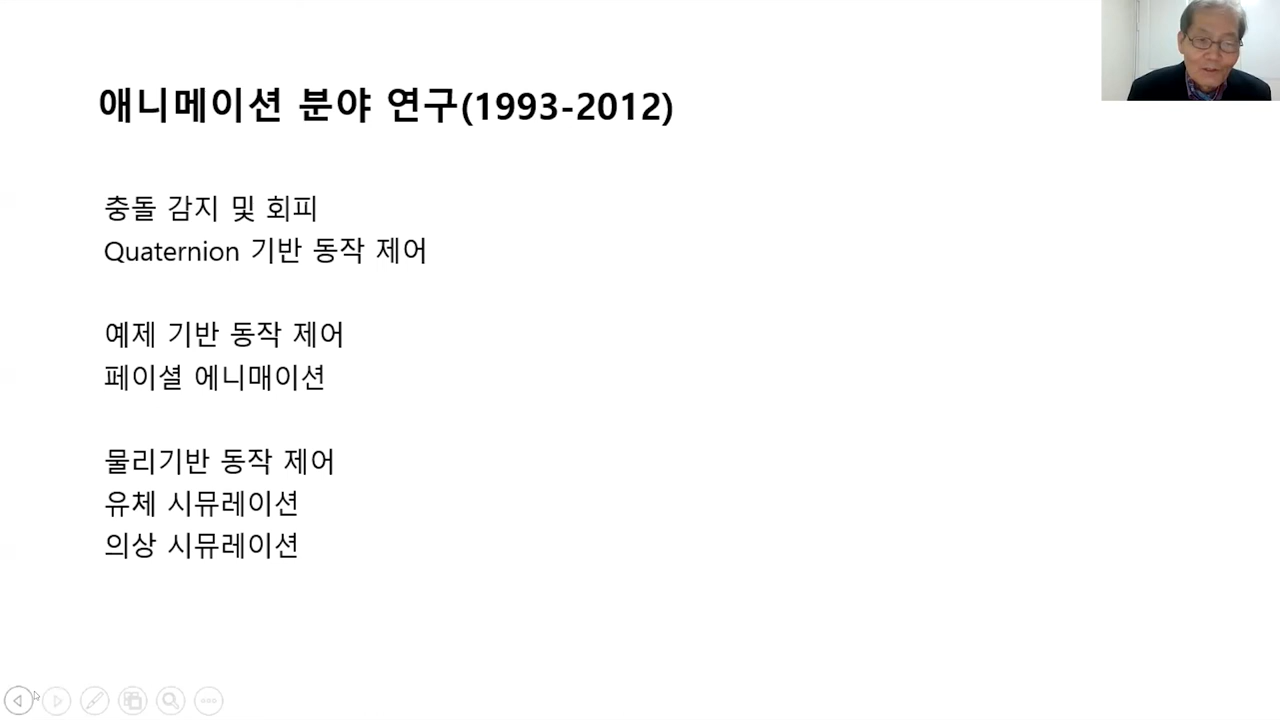 애니메이션 분야 연구(1993-2012)
충돌 감지 및 회피
Quaternion 기반 동작 제어
예제 기반 동작 제어
페이셜 에니매이션
물리기반 동작 제어
유체 시뮤레이션
의상 시뮤레이션